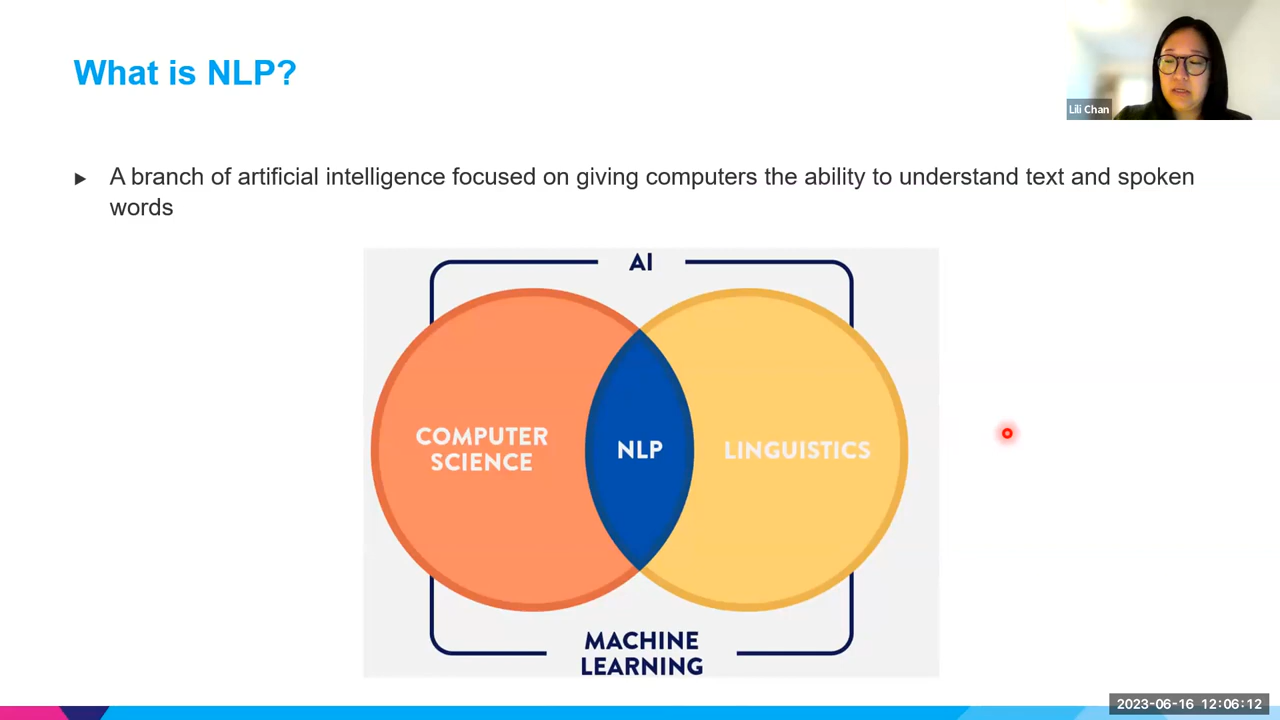 What is NLP?
Lili Chan
▶ A branch of artificial intelligence focused on giving computers the ability to understand text and spoken
words
AI
COMPUTER
SCIENCE
NLP
LINGUISTICS
MACHINE
LEARNING
2023-06-16 12:06:12